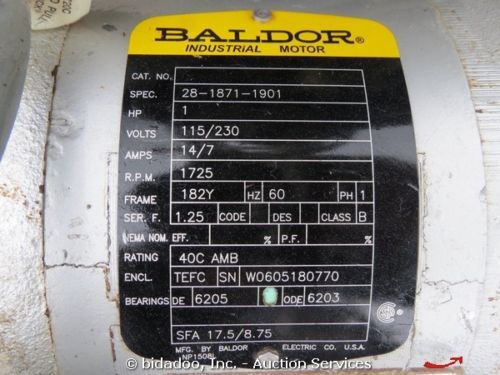 BALDOR®
INDUSTRIAL MOTOR
CAT. NO.
SPEC. 28-1871-1901
HP 1
VOLTS 115/230
AMPS 14/7
R.P.M. 1725
FRAME 182Y HZ 60 PH 1
SER. F. 1.25 CODE DES CLASS B
NEMA NOM. EFF. % P.F. %
RATING 40C AMB
ENCL. TEFC SN W0605180770
BEARINGS DE 6205 ODE 6203
SFA 17.5/8.75
MFG. BY BALDOR ELECTRIC CO. U.S.A.
NP1508L
© bidadoo, Inc. - Auction Services